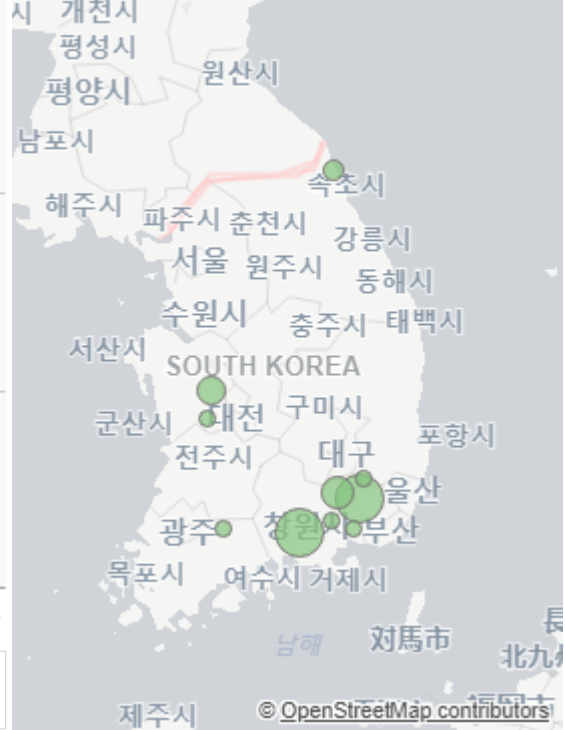 시
개천시
평성시
원산시
평양시
남포시
속초시
해주시
파주시
춘천시
강릉시
서울
원주시
동해시
수원시
충주시
태백시
서산시
SOUTH KOREA
구미시
군산시
대전
포항시
전주시
대구
울산
창원시
광주
부산
목포시
여수시
거제시
남해
対馬市
長
北九
제주시
© OpenStreetMap contributors